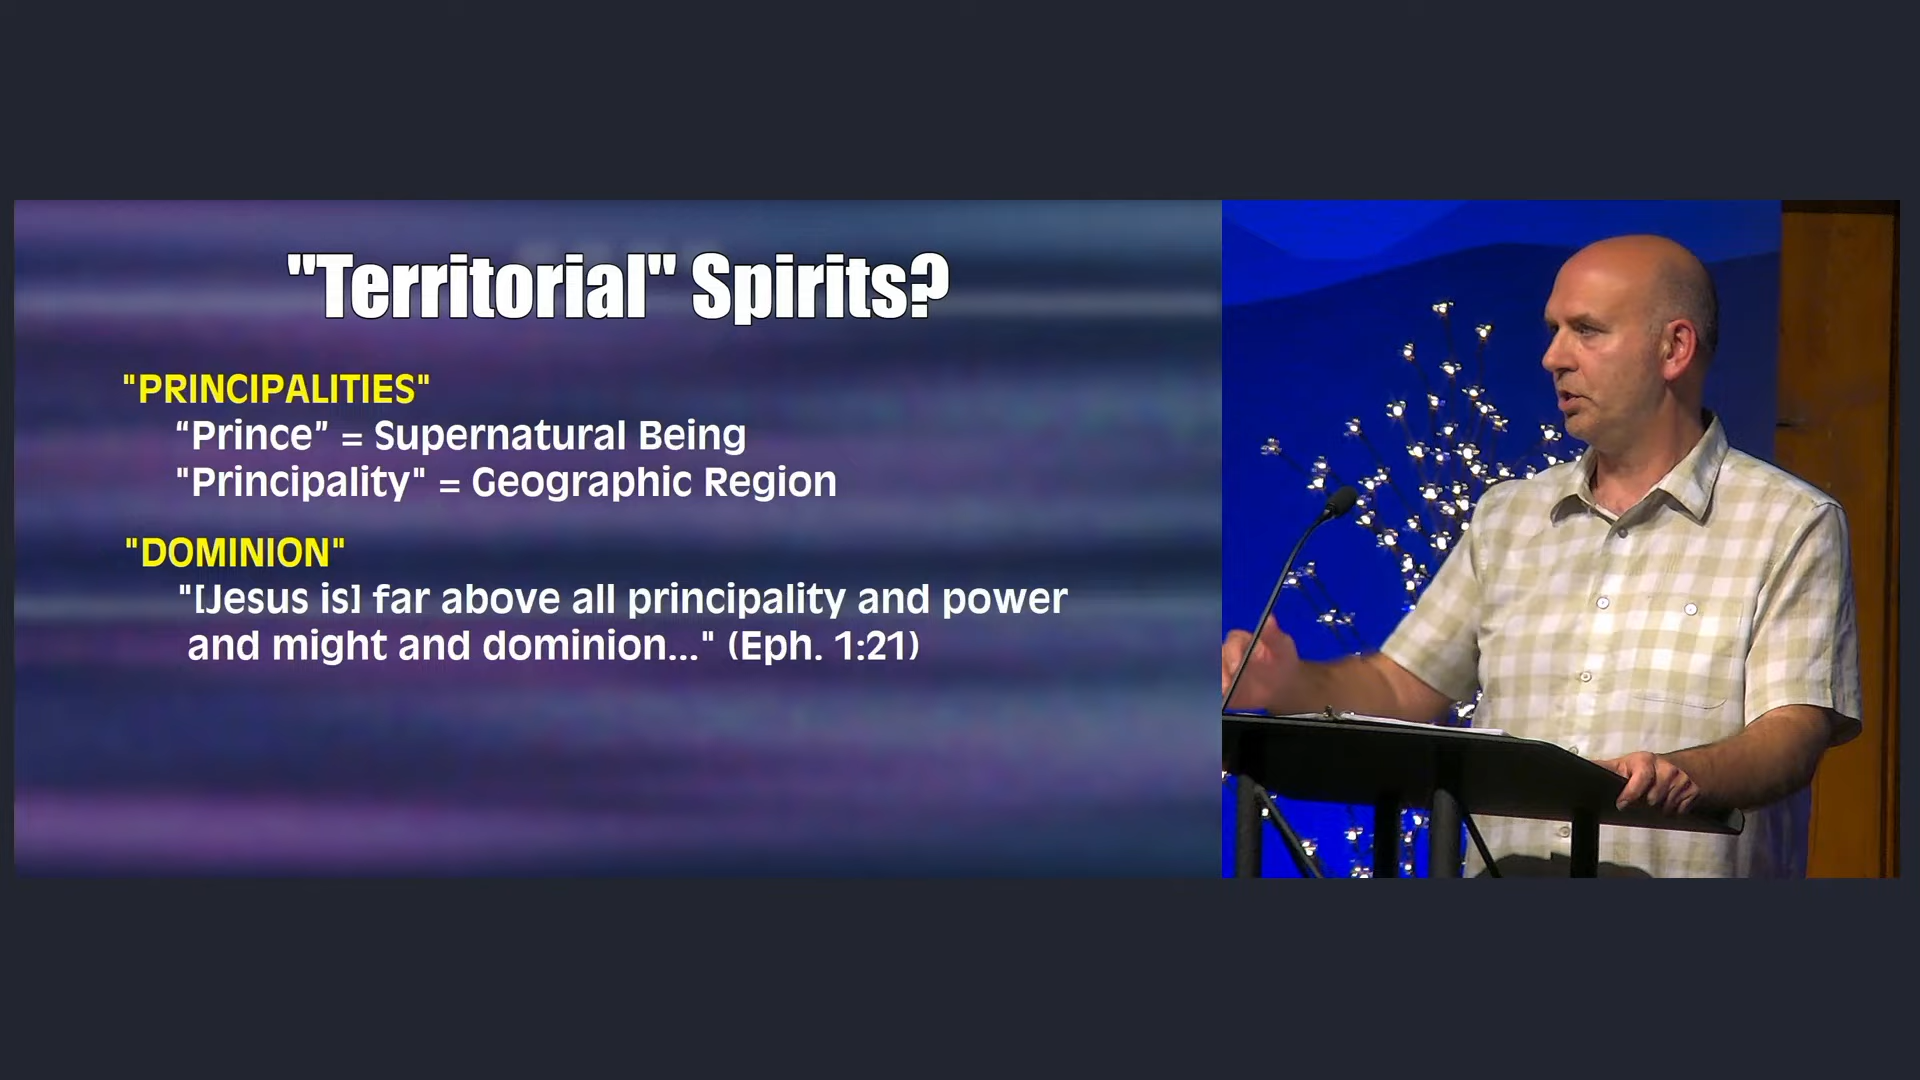 "Territorial" Spirits?
"PRINCIPALITIES"
“Prince” = Supernatural Being
"Principality" = Geographic Region
"DOMINION"
"[Jesus is] far above all principality and power
and might and dominion..." (Eph. 1:21)